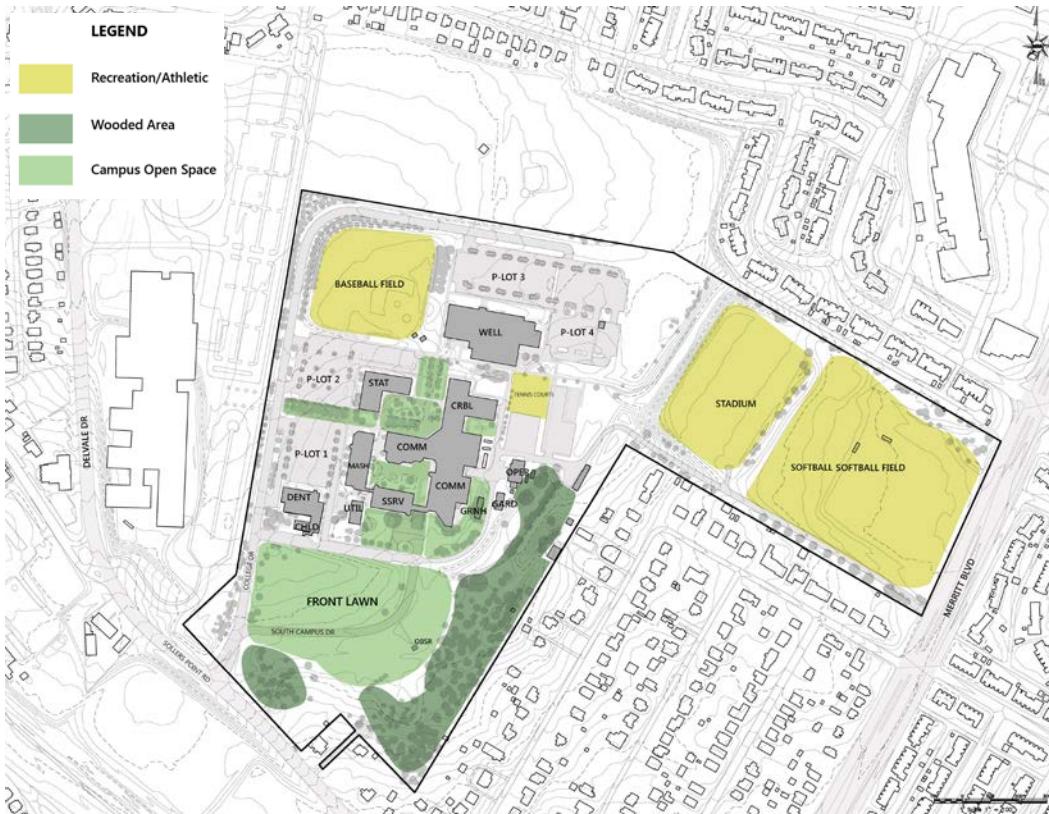 LEGEND
Recreation/Athletic
Wooded Area
Campus Open Space
P-LOT 3
BASEBALL FIELD
WELL
P-LOT 4
P-LOT 2
STAT
TENNIS COURTS
CRBL
STADIUM
COMM
P-LOT 1
MASH
SOFTBALL SOFTBALL FIELD
OPER
COMM
DENT
SSRV
UTIL
GRNH
GARD
CHLD
DELVALE DR
COLLEGE DR
MERRITT BLVD
FRONT LAWN
SOUTH CAMPUS DR
OBSR
SOLLERS POINT RD